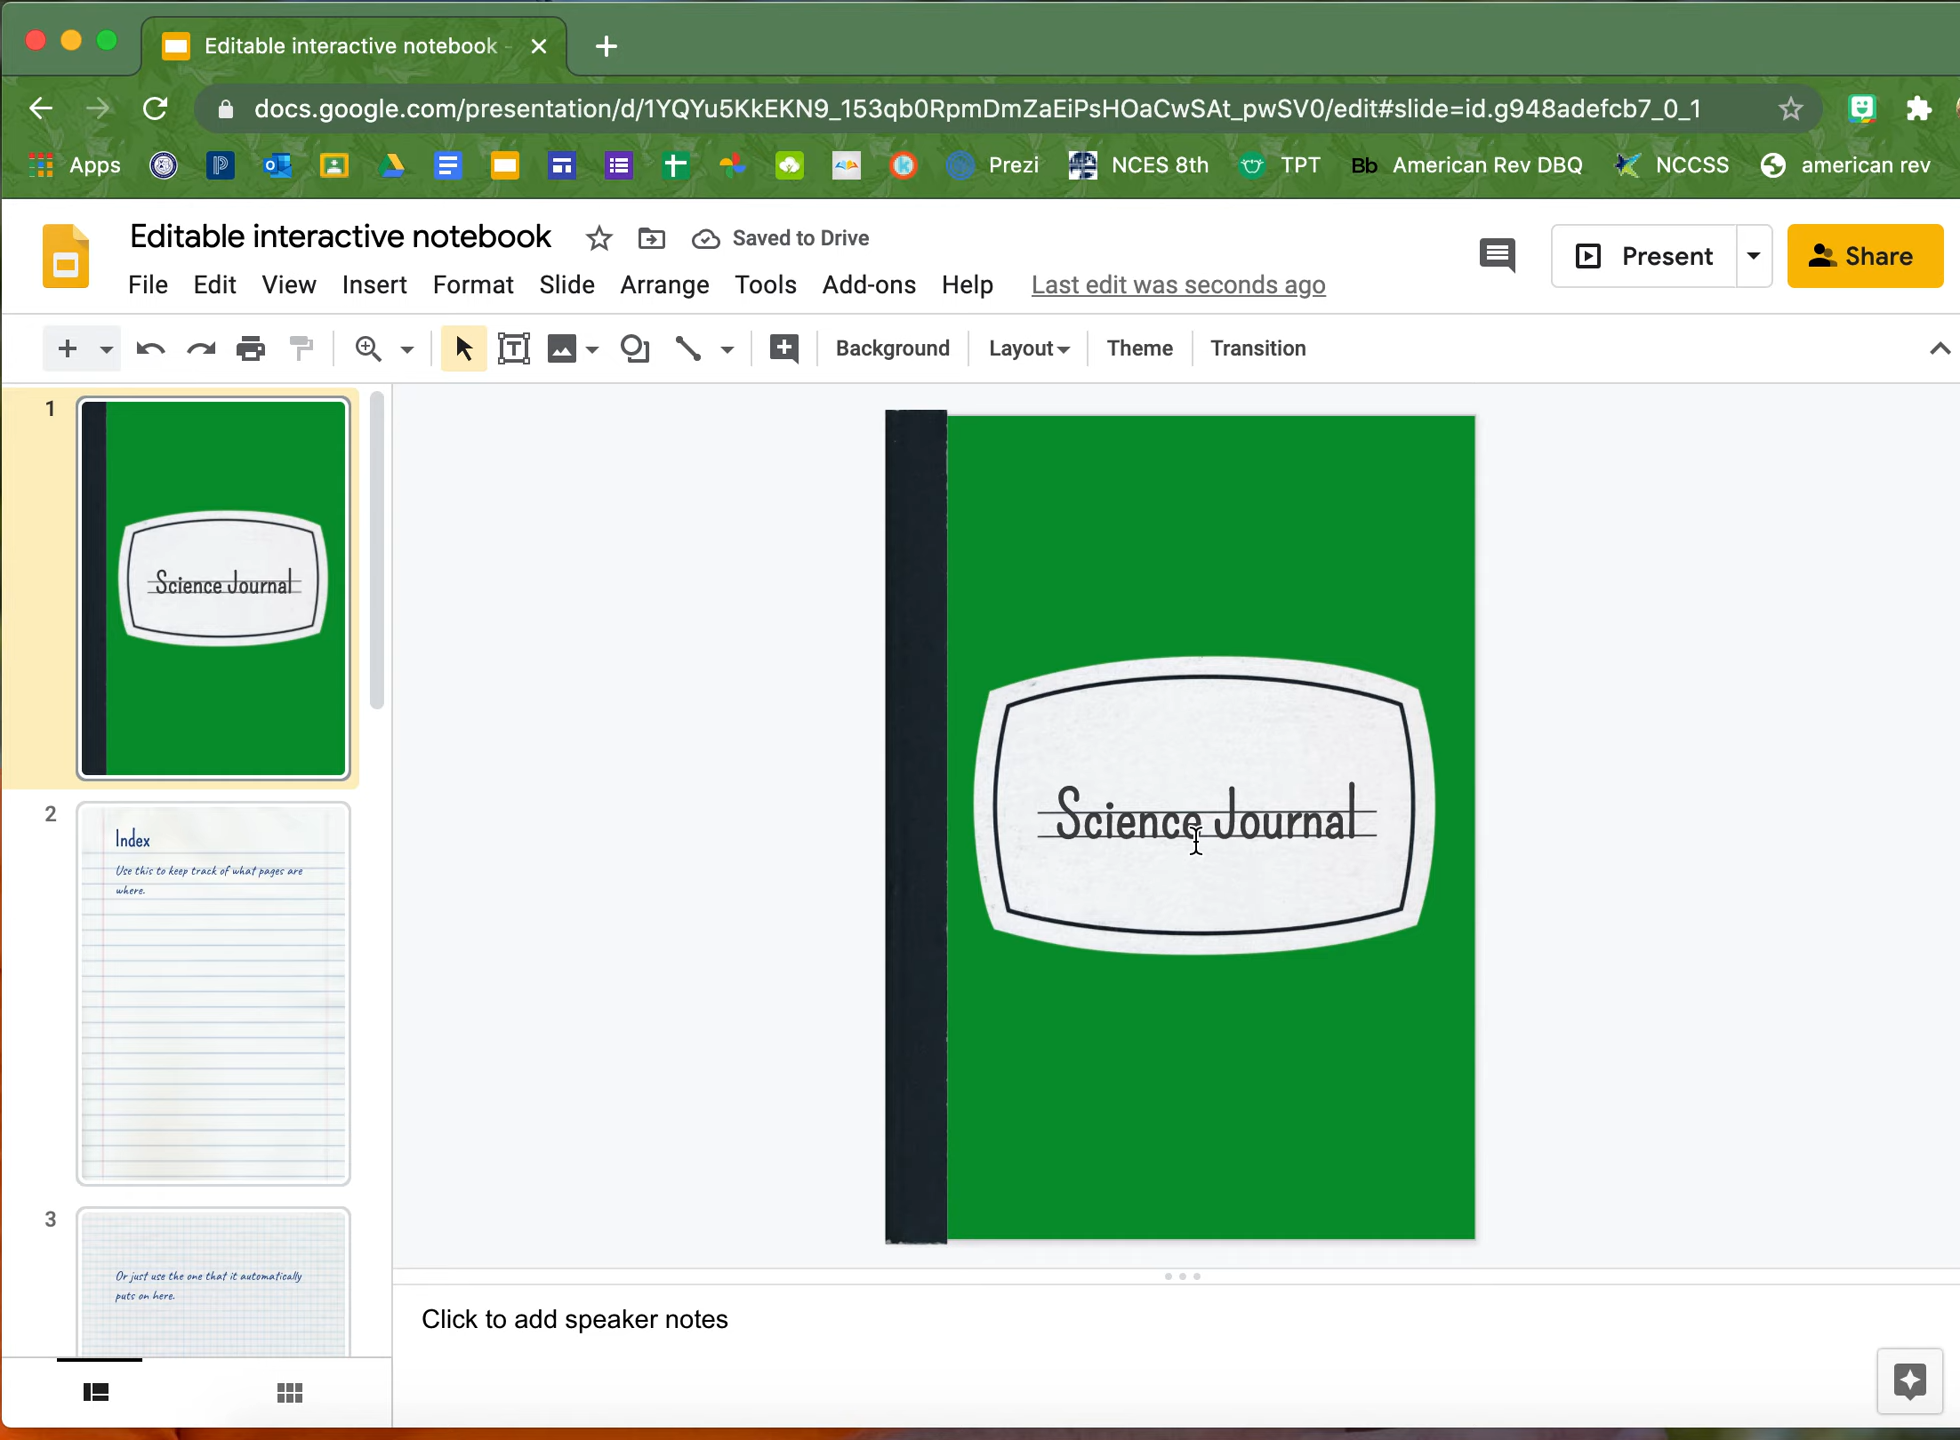 Editable interactive notebook -
docs.google.com/presentation/d/1YQYu5KkEKN9_153qb0RpmDmZaEiPsHOaCwSAt_pwSV0/edit#slide=id.g948adefcb7_0_1
Apps Prezi NCES 8th TPT Bb American Rev DBQ NCCSS american rev
Editable interactive notebook Saved to Drive
File Edit View Insert Format Slide Arrange Tools Add-ons Help Last edit was seconds ago
Present Share
Background Layout Theme Transition
1
Science Journal
2
Index
Use this to keep track of what pages are
where.
3
Or just use the one that it automatically
puts on here.
Science Journal
Click to add speaker notes